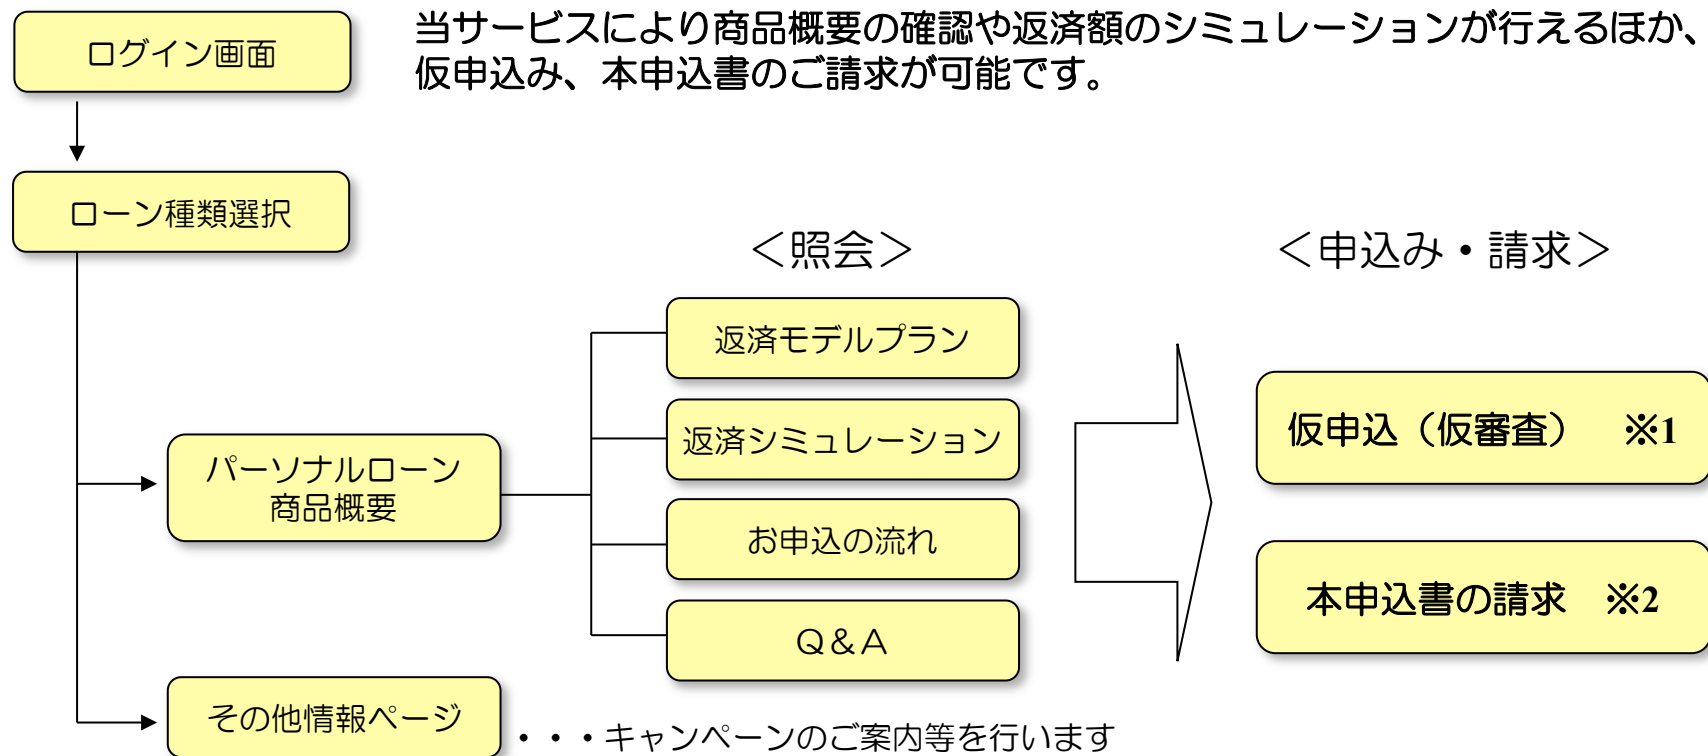 ログイン画面
当サービスにより商品概要の確認や返済額のシミュレーションが行えるほか、
仮申込み、本申込書のご請求が可能です。
ローン種類選択
＜照会＞
＜申込み・請求＞
返済モデルプラン
返済シミュレーション
お申込の流れ
Ｑ＆Ａ
パーソナルローン
商品概要
仮申込（仮審査）　※1
本申込書の請求　※2
その他情報ページ
・・・キャンペーンのご案内等を行います